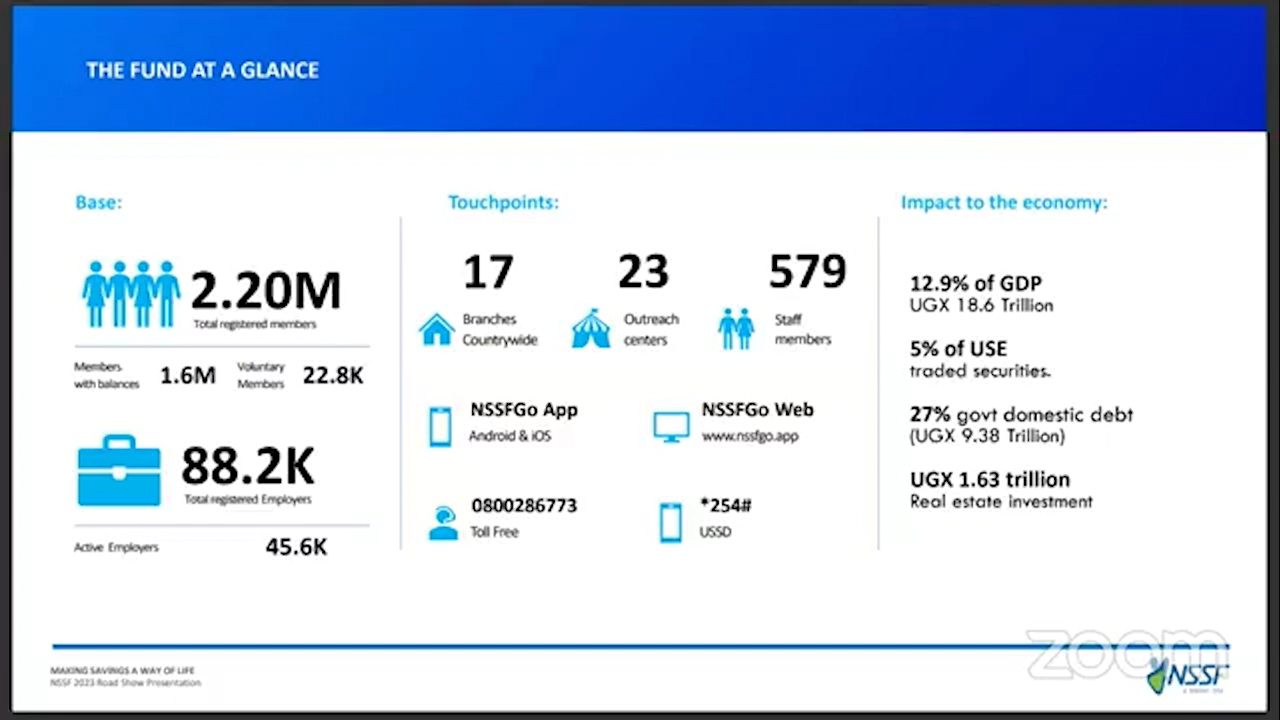 THE FUND AT A GLANCE
Base:
2.20M
Total registered members
Members
with balances
1.6M
Voluntary
Members
22.8K
88.2K
Total registered Employers
Active Employers
45.6K
Touchpoints:
17
Branches
Countrywide
23
Outreach
centers
579
Staff
members
NSSFGo App
Android & iOS
NSSFGo Web
www.nssfgo.app
0800286773
Toll Free
*254#
USSD
Impact to the economy:
12.9% of GDP
UGX 18.6 Trillion
5% of USE
traded securities.
27% govt domestic debt
(UGX 9.38 Trillion)
UGX 1.63 trillion
Real estate investment
MAKING SAVINGS A WAY OF LIFE
NSSF 2023 Road Show Presentation
zoom
NSSF